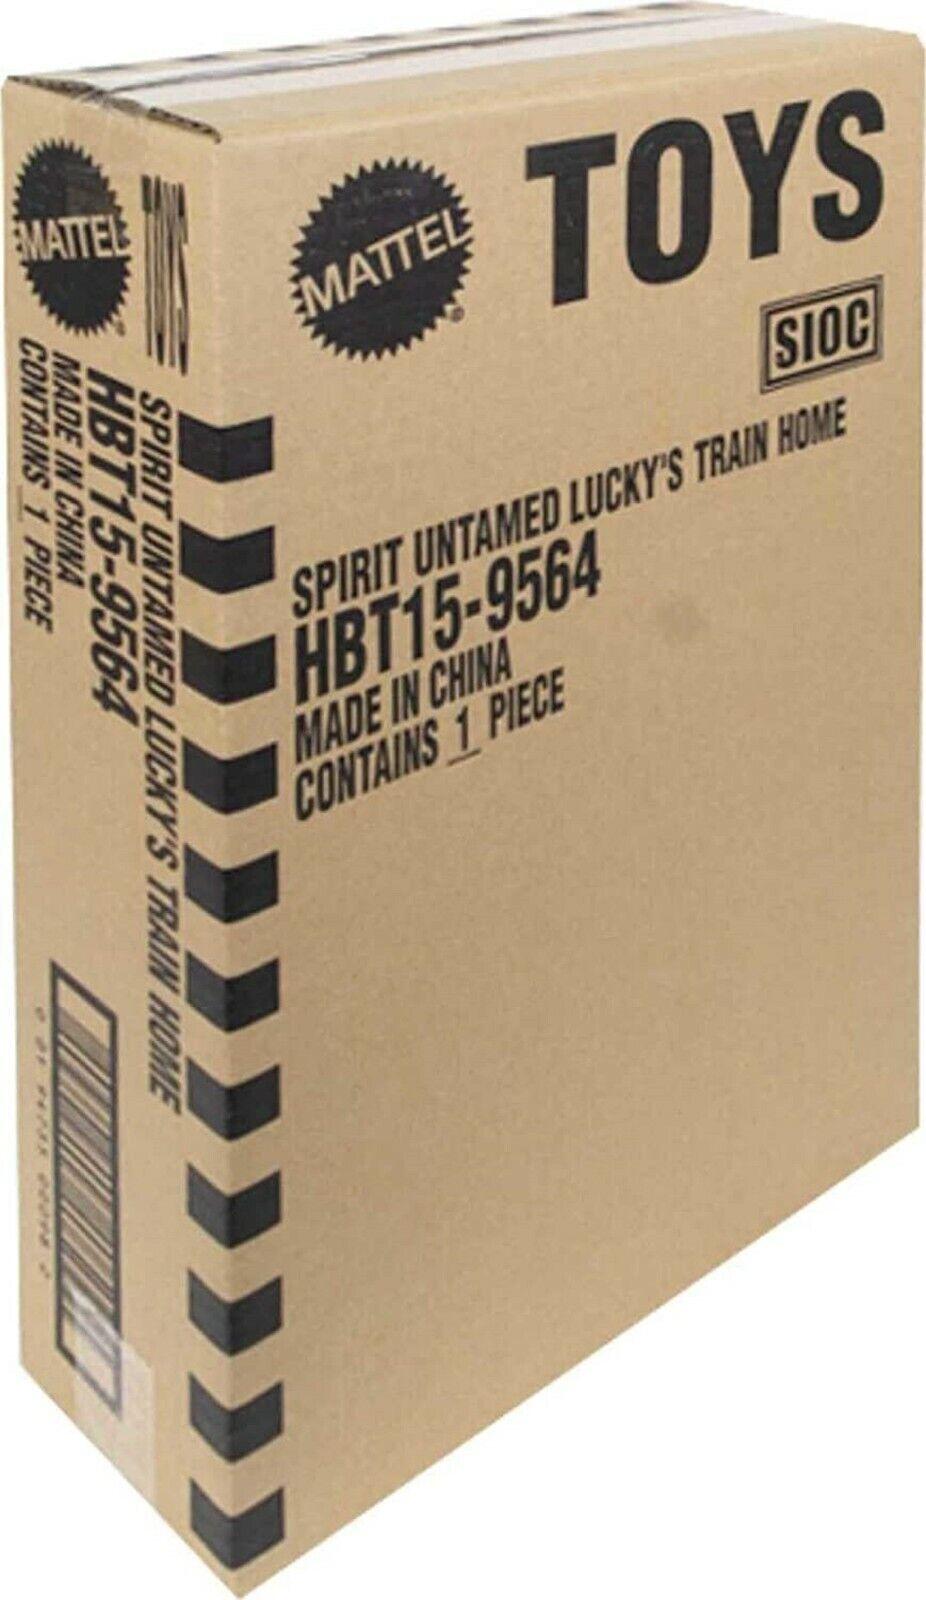 MATTEL
®
TOYS
SIOC
SPIRIT UNTAMED LUCKY'S TRAIN HOME
HBT15-9564
MADE IN CHINA
CONTAINS 1 PIECE
MATTEL
®
TOYS
SPIRIT UNTAMED LUCKY'S TRAIN HOME
HBT15-9564
MADE IN CHINA
CONTAINS 1 PIECE